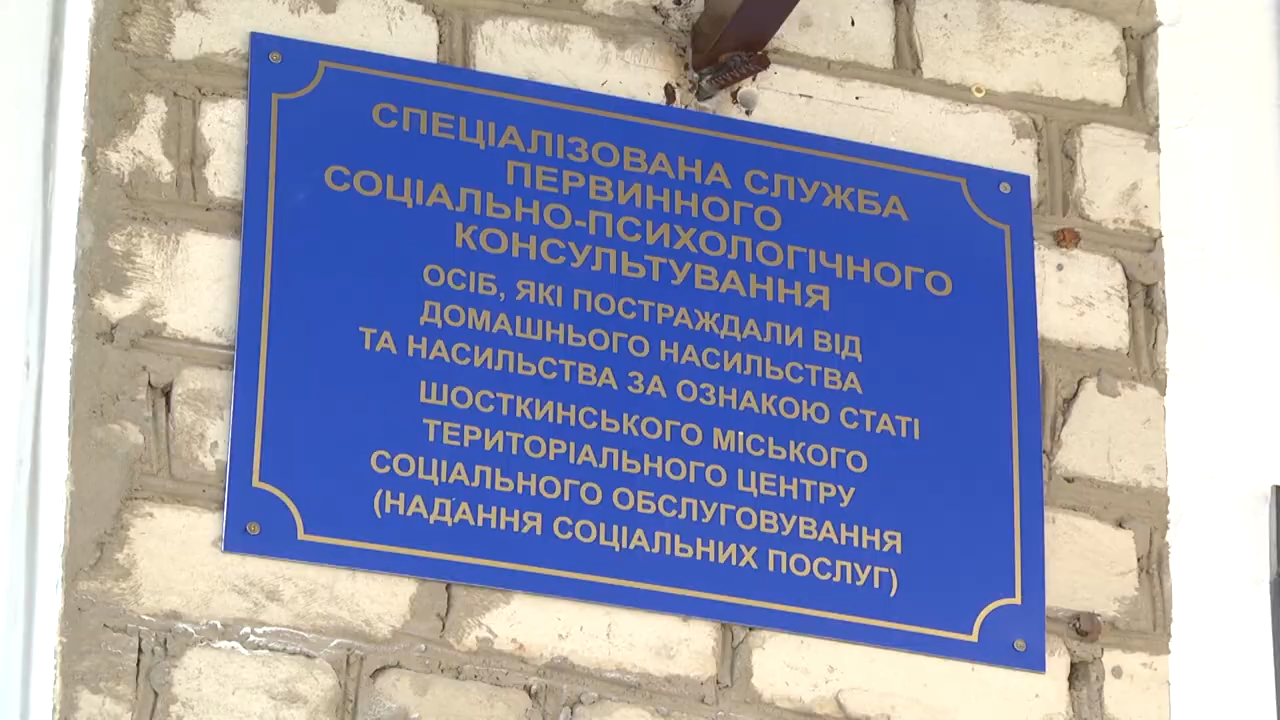 СПЕЦІАЛІЗОВАНА СЛУЖБА
ПЕРВИННОГО
СОЦІАЛЬНО-ПСИХОЛОГІЧНОГО
КОНСУЛЬТУВАННЯ
ОСІБ, ЯКІ ПОСТРАЖДАЛИ ВІД
ДОМАШНЬОГО НАСИЛЬСТВА
ТА НАСИЛЬСТВА ЗА ОЗНАКОЮ СТАТІ
ШОСТКИНСЬКОГО МІСЬКОГО
ТЕРИТОРІАЛЬНОГО ЦЕНТРУ
СОЦІАЛЬНОГО ОБСЛУГОВУВАННЯ
(НАДАННЯ СОЦІАЛЬНИХ ПОСЛУГ)